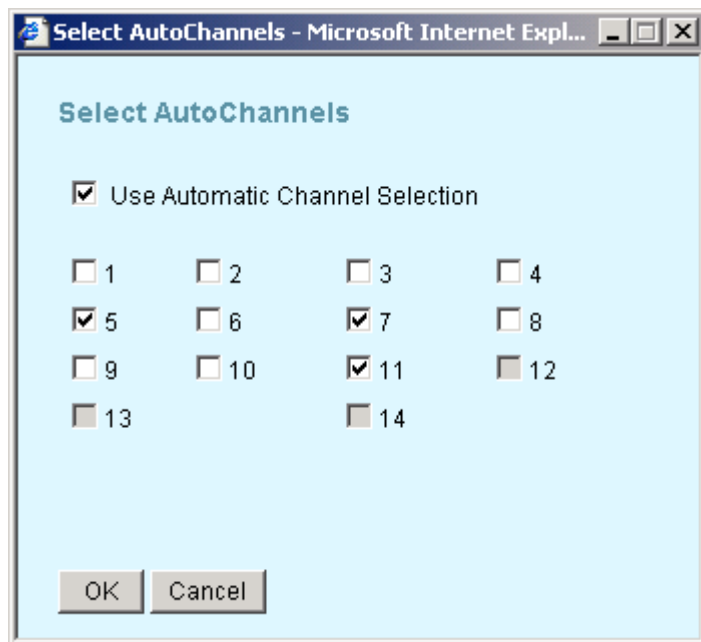 Select AutoChannels - Microsoft Internet Expl...
Select AutoChannels
Use Automatic Channel Selection
1 2 3 4
5 6 7 8
9 10 11 12
13 14
OK Cancel